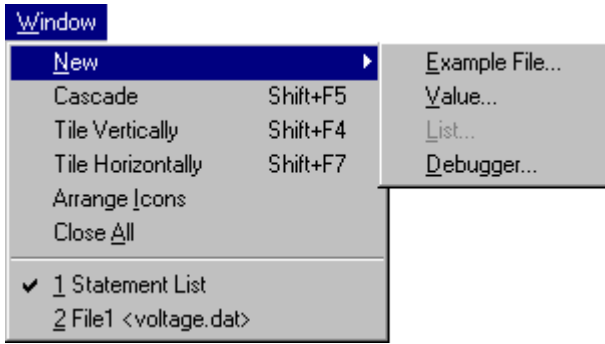 Window
New
Cascade Shift+F5
Tile Vertically Shift+F4
Tile Horizontally Shift+F7
Arrange Icons
Close All
1 Statement List
2 File1 <voltage.dat>
Example File...
Value...
List...
Debugger...